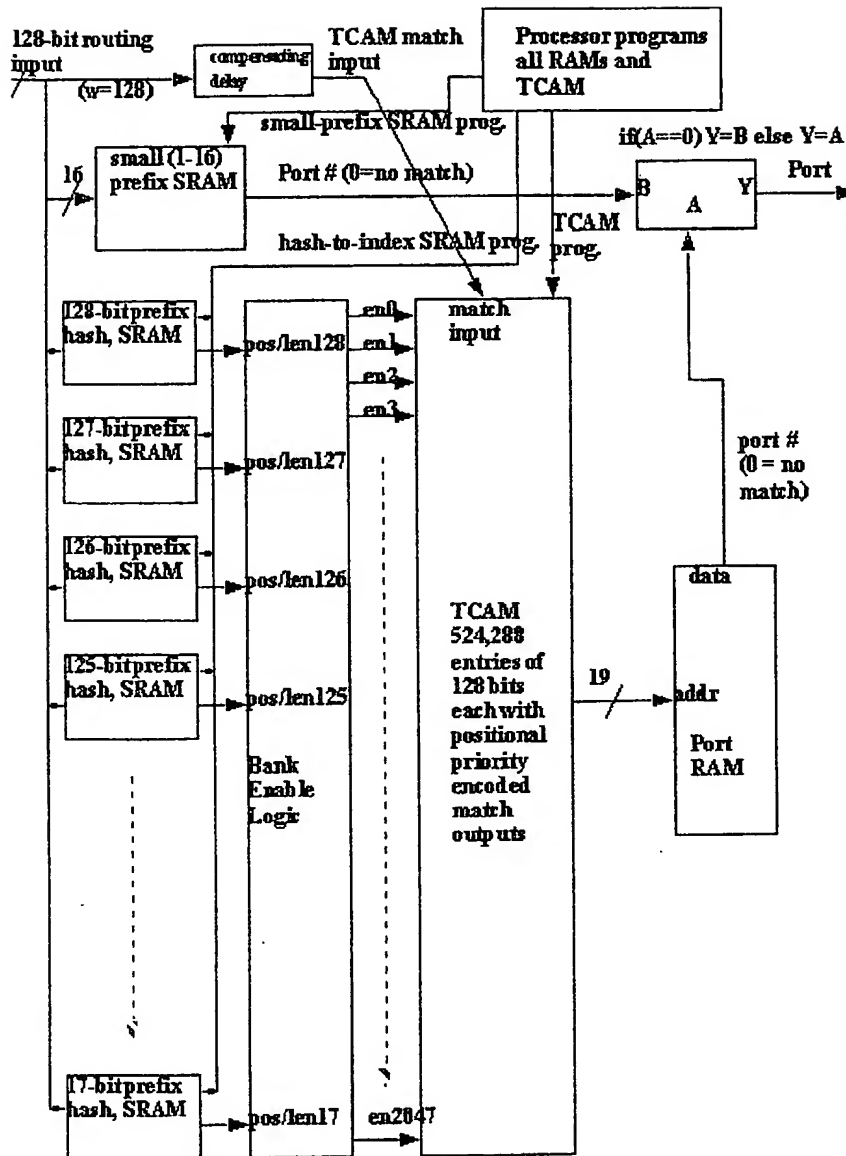 128-bit routing
input
(w=128)
compensating
delay
TCAM match
input
Processor programs
all RAMs and
TCAM
small-prefix SRAM prog.
if(A==0) Y=B else Y=A
16
small (1-16)
prefix SRAM
Port # (0=no match)
B
Y
A
Port
hash-to-index SRAM prog.
TCAM
prog.
128-bitprefix
hash, SRAM
pos/len128
en0
en1
en2
en3
match
input
127-bitprefix
hash, SRAM
pos/len127
port #
(0 = no
match)
126-bitprefix
hash, SRAM
pos/len126
125-bitprefix
hash, SRAM
pos/len125
Bank
Enable
Logic
TCAM
524,288
entries of
128 bits
each with
positional
priority
encoded
match
outputs
19
data
addr
Port
RAM
17-bitprefix
hash, SRAM
pos/len17
en2047